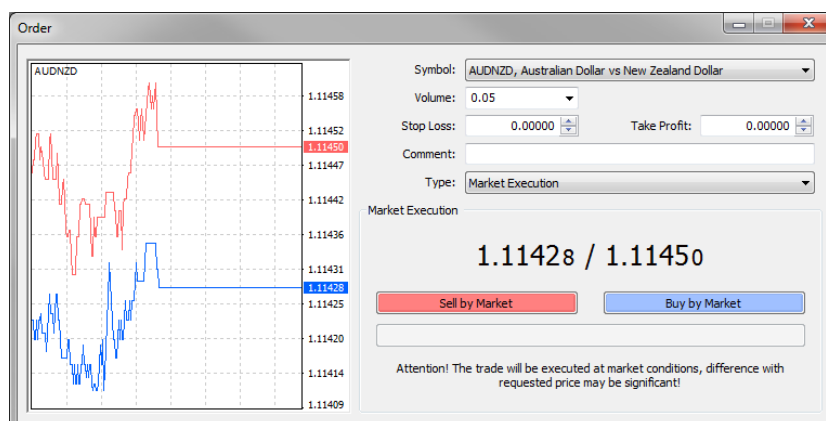 Order
AUDNZD
1.11458
1.11452
1.11450
1.11447
1.11442
1.11436
1.11431
1.11428
1.11425
1.11420
1.11414
1.11409
Symbol: AUDNZD, Australian Dollar vs New Zealand Dollar
Volume: 0.05
Stop Loss: 0.00000 Take Profit: 0.00000
Comment:
Type: Market Execution
Market Execution
1.11428 / 1.11450
Sell by Market Buy by Market
Attention! The trade will be executed at market conditions, difference with
requested price may be significant!